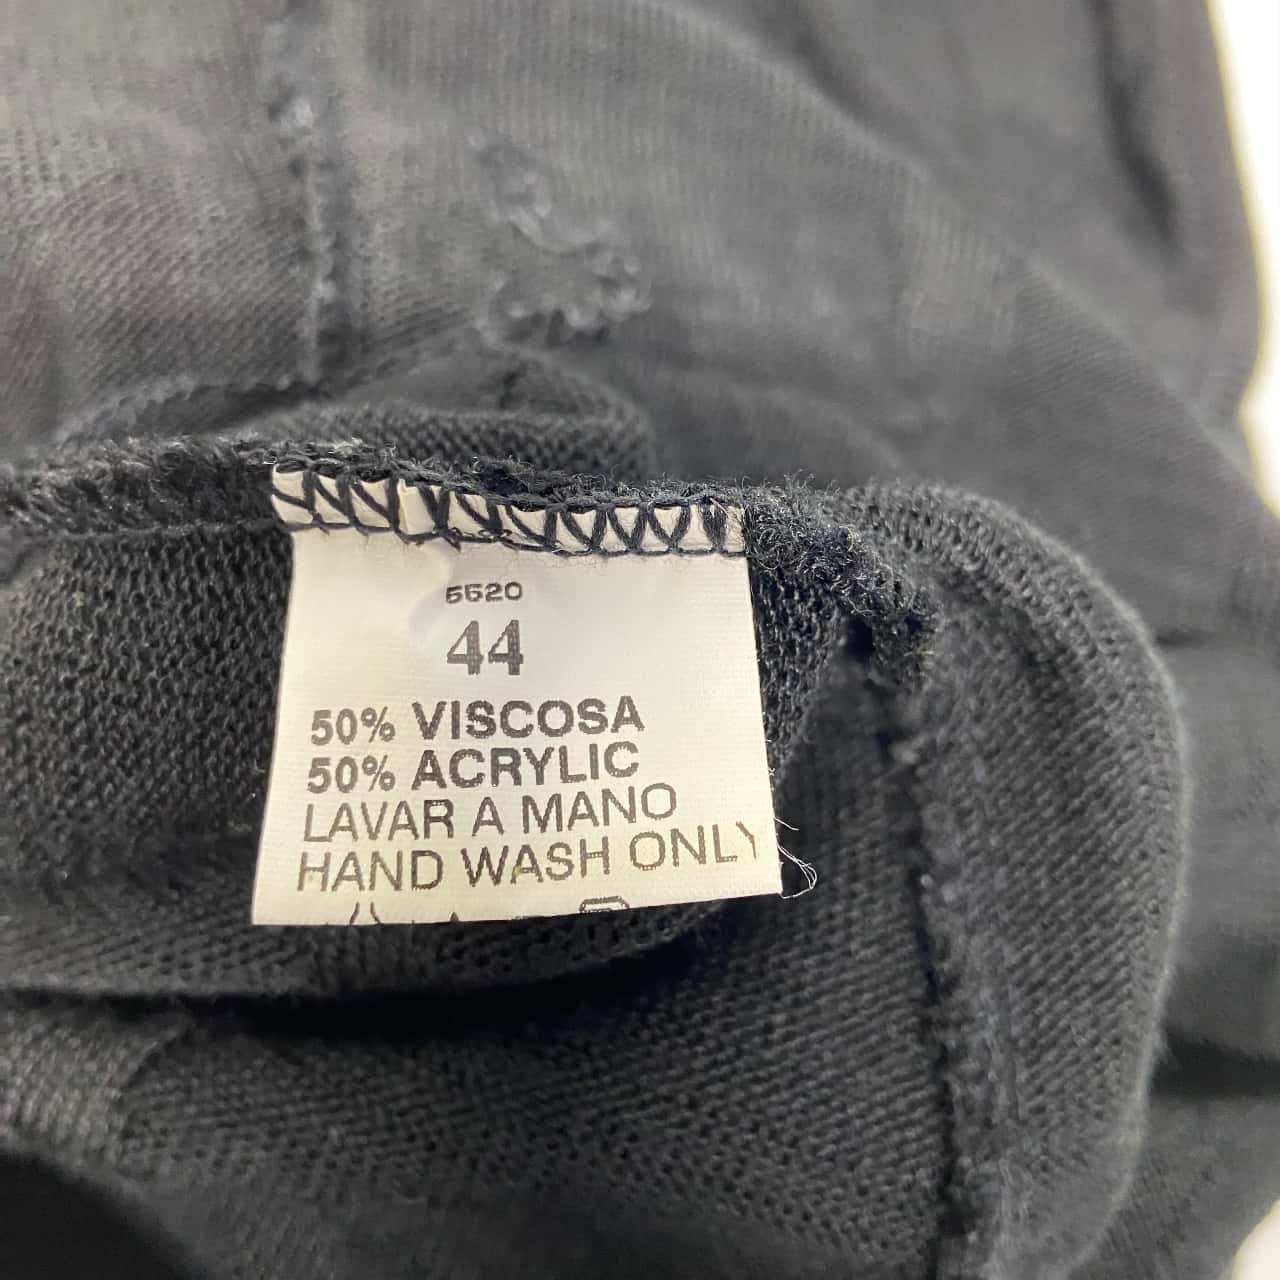 5520
44
50% VISCOSA
50% ACRYLIC
LAVAR A MANO
HAND WASH ONLY